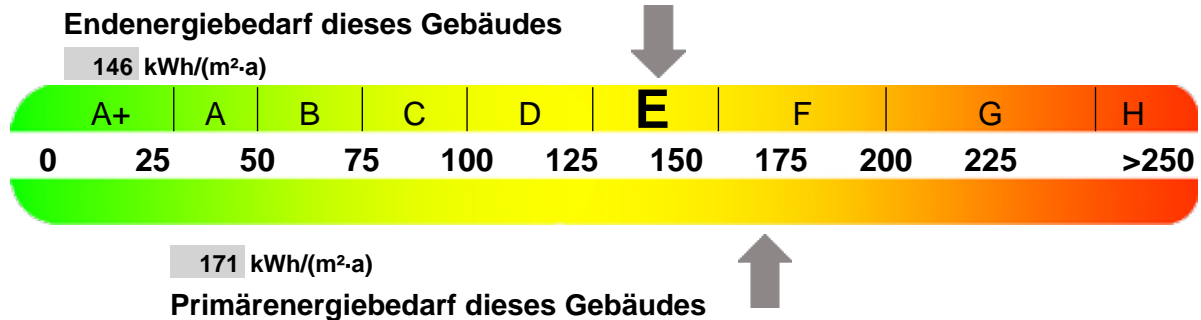 Endenergiebedarf dieses Gebäudes
146 kWh/(m²·a)
A+ A B C D E F G H
0 25 50 75 100 125 150 175 200 225 >250
171 kWh/(m²·a)
Primärenergiebedarf dieses Gebäudes